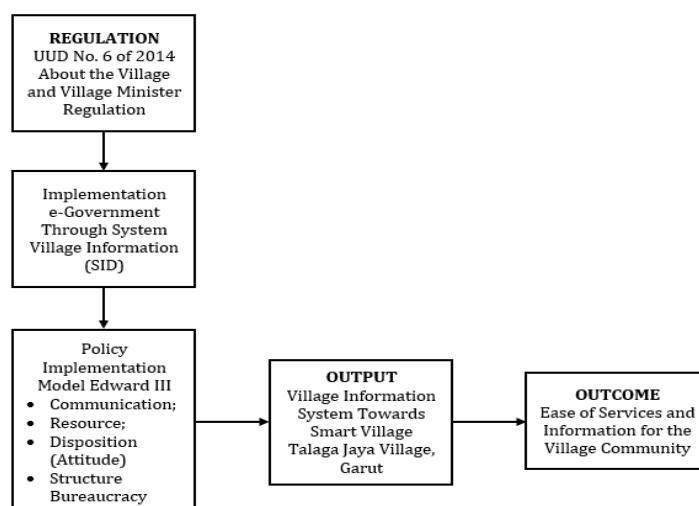 REGULATION
UUD No. 6 of 2014
About the Village
and Village Minister
Regulation
Implementation
e-Government
Through System
Village Information
(SID)
Policy
Implementation
Model Edward III
• Communication;
• Resource;
• Disposition
(Attitude)
• Structure
Bureaucracy
OUTPUT
Village Information
System Towards
Smart Village
Talaga Jaya Village,
Garut
OUTCOME
Ease of Services and
Information for the
Village Community